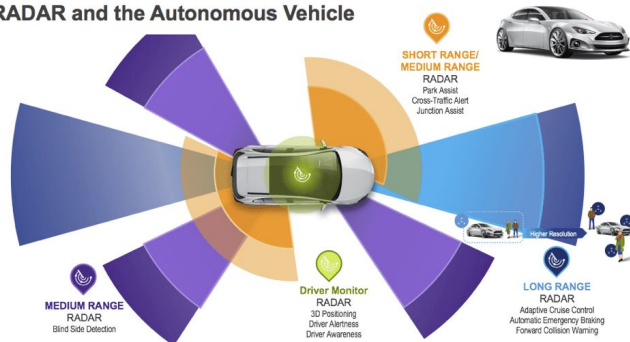 RADAR and the Autonomous Vehicle
SHORT RANGE/
MEDIUM RANGE
RADAR
Park Assist
Cross-Traffic Alert
Junction Assist
Higher Resolution
MEDIUM RANGE
RADAR
Blind Side Detection
Driver Monitor
RADAR
3D Positioning
Driver Alertness
Driver Awareness
LONG RANGE
RADAR
Adaptive Cruise Control
Automatic Emergency Braking
Forward Collision Warning